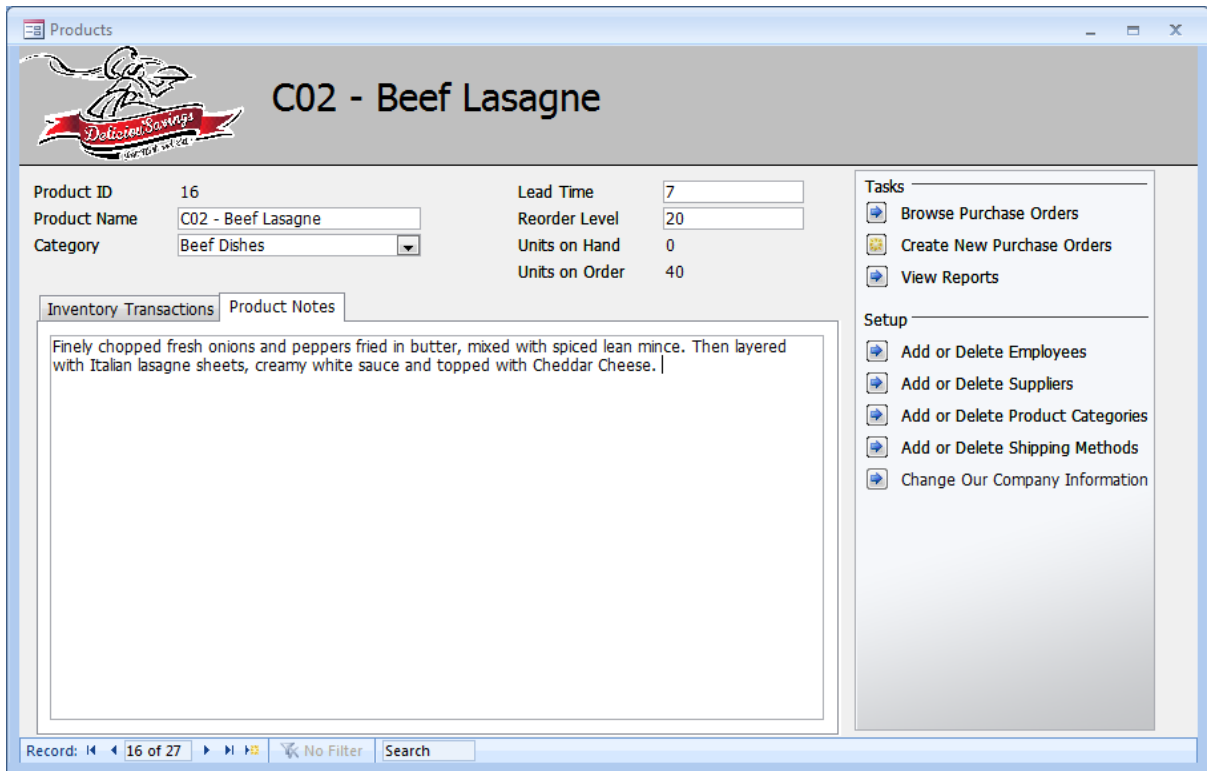 Products
Delicious Savings
C02 - Beef Lasagne
Product ID 16
Product Name C02 - Beef Lasagne
Category Beef Dishes
Lead Time 7
Reorder Level 20
Units on Hand 0
Units on Order 40
Inventory Transactions Product Notes
Finely chopped fresh onions and peppers fried in butter, mixed with spiced lean mince. Then layered
with Italian lasagne sheets, creamy white sauce and topped with Cheddar Cheese.
Tasks
Browse Purchase Orders
Create New Purchase Orders
View Reports
Setup
Add or Delete Employees
Add or Delete Suppliers
Add or Delete Product Categories
Add or Delete Shipping Methods
Change Our Company Information
Record: 16 of 27 No Filter Search